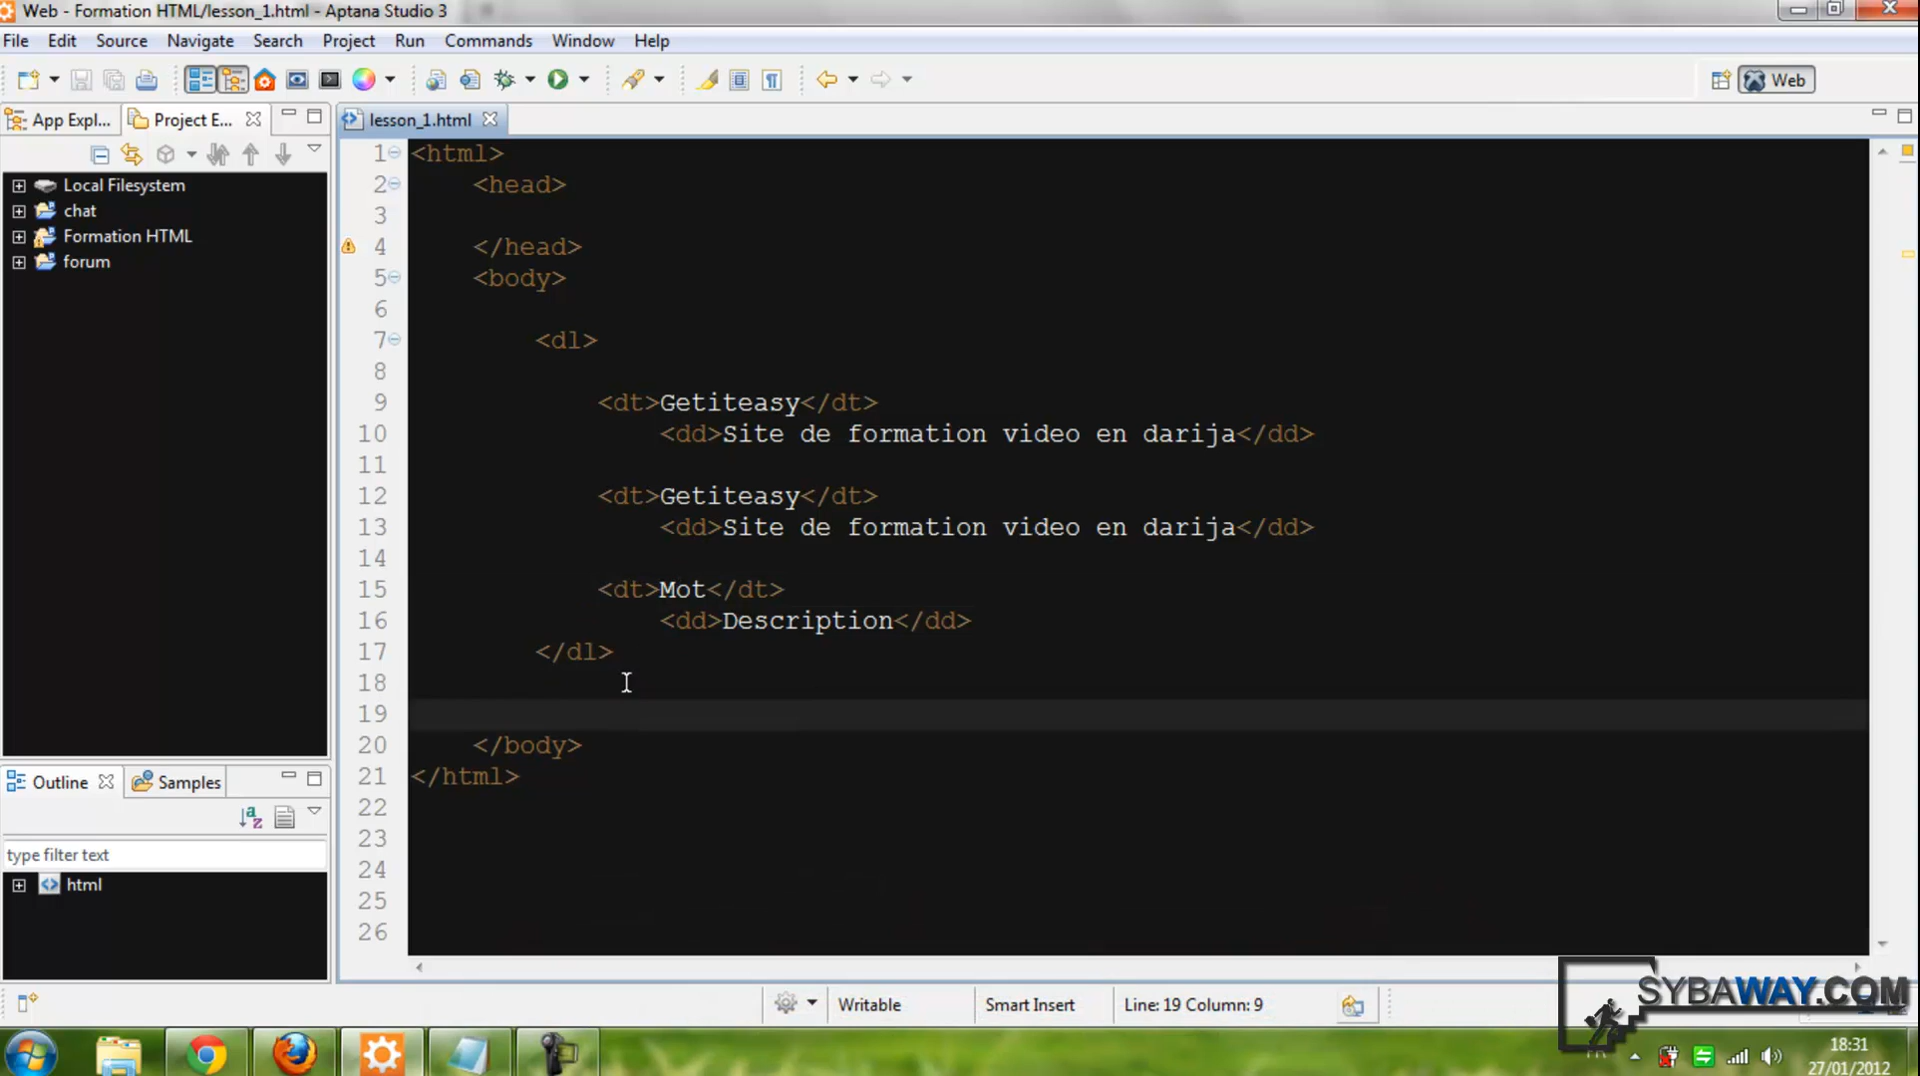 Web - Formation HTML/lesson_1.html - Aptana Studio 3
File Edit Source Navigate Search Project Run Commands Window Help
Web
App Expl... Project E... lesson_1.html
Local Filesystem
chat
Formation HTML
forum
1 <html>
2 <head>
3
4 </head>
5 <body>
6
7 <dl>
8
9 <dt>Getiteasy</dt>
10 <dd>Site de formation video en darija</dd>
11
12 <dt>Getiteasy</dt>
13 <dd>Site de formation video en darija</dd>
14
15 <dt>Mot</dt>
16 <dd>Description</dd>
17 </dl>
18
19
20 </body>
21 </html>
22
23
24
25
26
Outline Samples
type filter text
html
Writable Smart Insert Line: 19 Column: 9
SYBAWAY.COM
18:31
27/01/2012